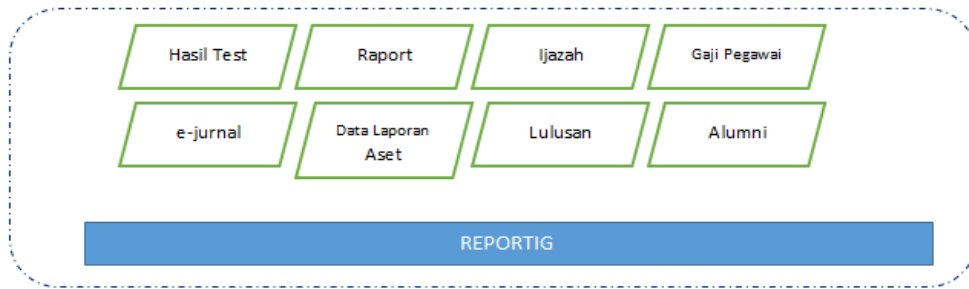 Hasil Test
Raport
Ijazah
Gaji Pegawai
e-jurnal
Data Laporan
Aset
Lulusan
Alumni
REPORTIG